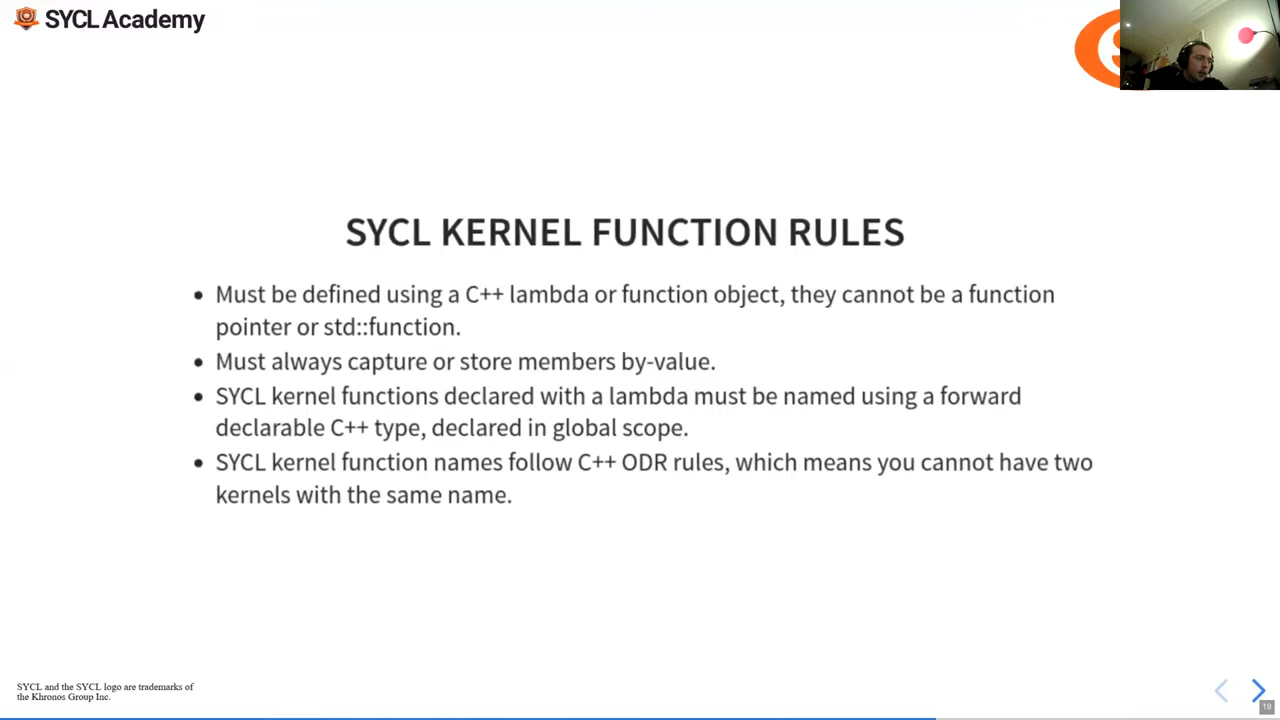 SYCL Academy
SYCL KERNEL FUNCTION RULES
• Must be defined using a C++ lambda or function object, they cannot be a function
pointer or std::function.
• Must always capture or store members by-value.
• SYCL kernel functions declared with a lambda must be named using a forward
declarable C++ type, declared in global scope.
• SYCL kernel function names follow C++ ODR rules, which means you cannot have two
kernels with the same name.
SYCL and the SYCL logo are trademarks of
the Khronos Group Inc.
19